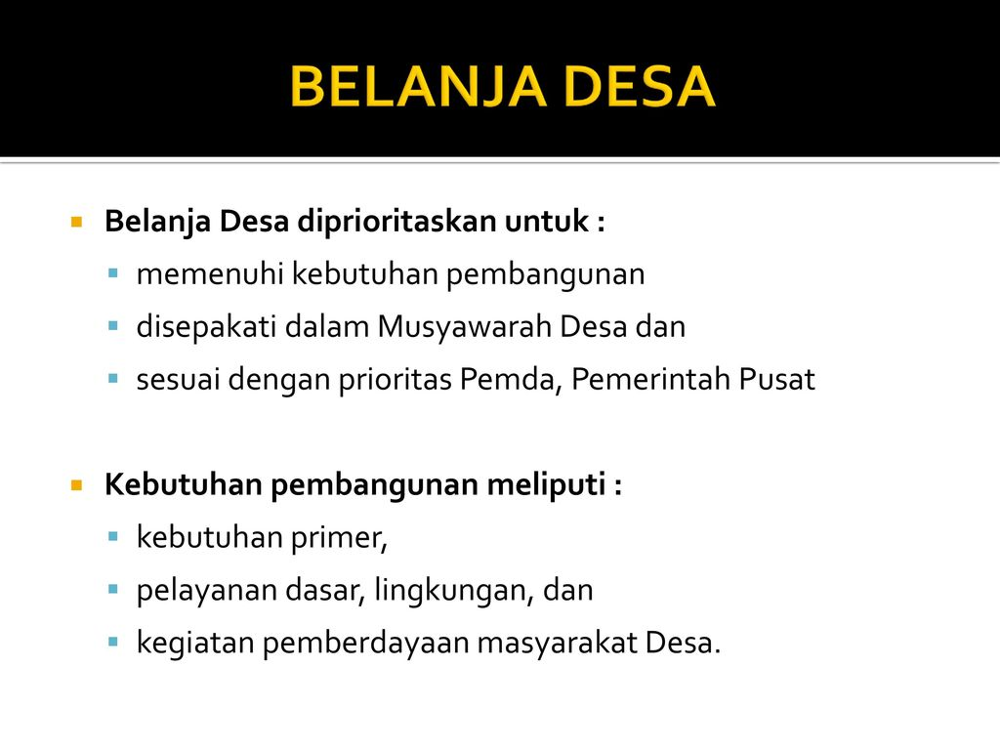 BELANJA DESA
Belanja Desa diprioritaskan untuk :
memenuhi kebutuhan pembangunan
disepakati dalam Musyawarah Desa dan
sesuai dengan prioritas Pemda, Pemerintah Pusat
Kebutuhan pembangunan meliputi :
kebutuhan primer,
pelayanan dasar, lingkungan, dan
kegiatan pemberdayaan masyarakat Desa.